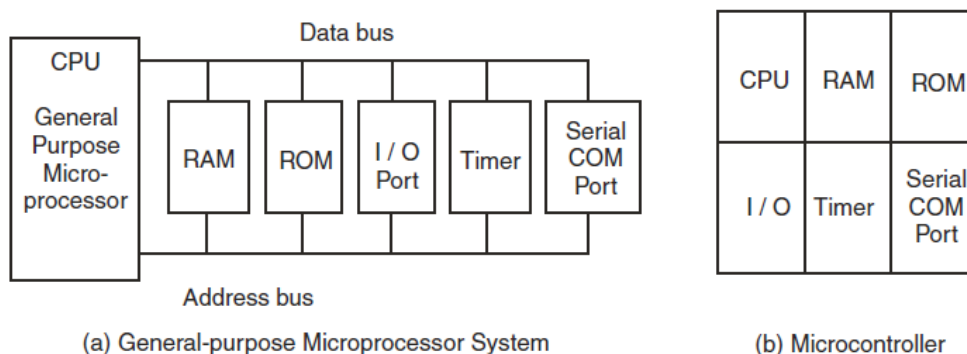 Data bus
CPU
General
Purpose
Micro-
processor
RAM
ROM
I / O
Port
Timer
Serial
COM
Port
Address bus
(a) General-purpose Microprocessor System
CPU
RAM
ROM
I / O
Timer
Serial
COM
Port
(b) Microcontroller